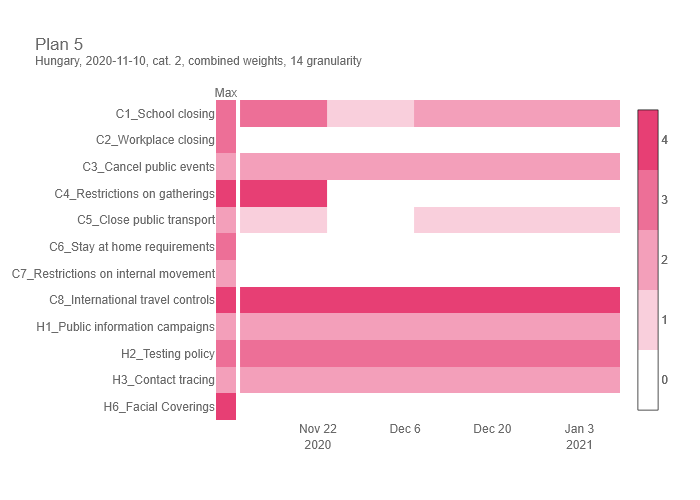 Plan 5
Hungary, 2020-11-10, cat. 2, combined weights, 14 granularity
Max
C1_School closing
C2_Workplace closing
C3_Cancel public events
C4_Restrictions on gatherings
C5_Close public transport
C6_Stay at home requirements
C7_Restrictions on internal movement
C8_International travel controls
H1_Public information campaigns
H2_Testing policy
H3_Contact tracing
H6_Facial Coverings
4
3
2
1
0
Nov 22 Dec 6 Dec 20 Jan 3
2020 2021